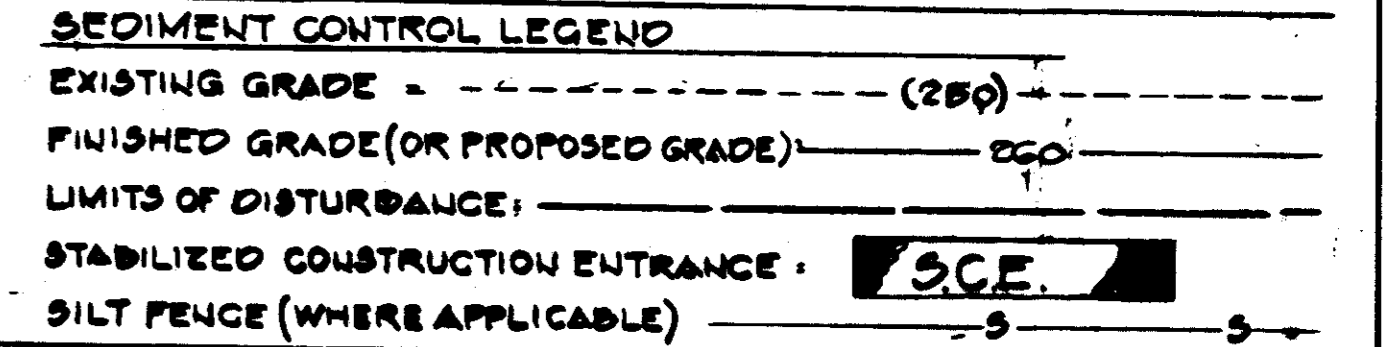 SEDIMENT CONTROL LEGEND
EXISTING GRADE = (250)
FINISHED GRADE (OR PROPOSED GRADE): 260
LIMITS OF DISTURBANCE:
STABILIZED CONSTRUCTION ENTRANCE: S.C.E.
SILT FENCE (WHERE APPLICABLE) S S